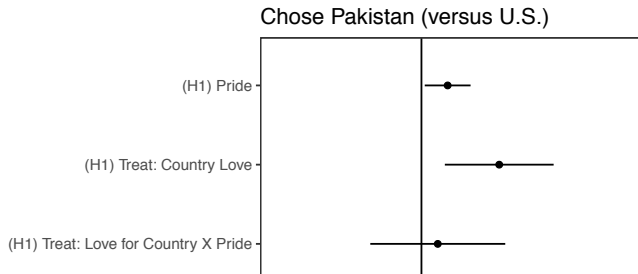 Chose Pakistan (versus U.S.)
(H1) Pride
(H1) Treat: Country Love
(H1) Treat: Love for Country X Pride